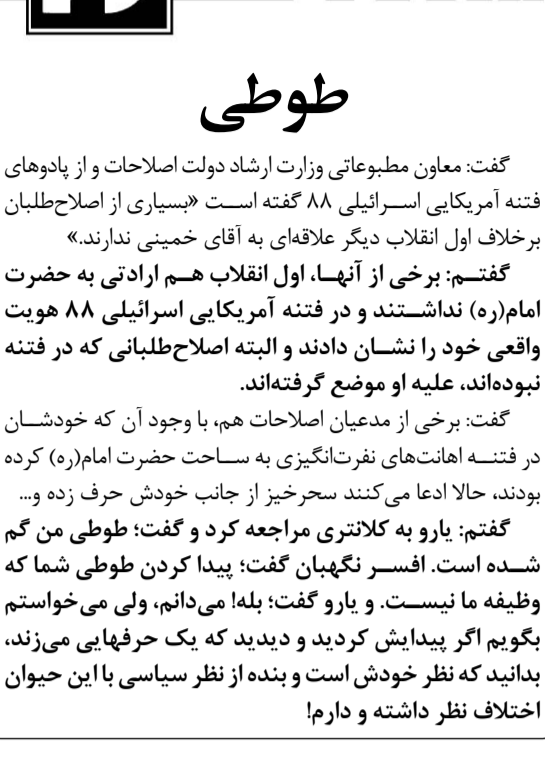 طوطی
گفت: معاون مطبوعاتی وزارت ارشاد دولت اصلاحات و از پادوهای
فتنه آمریکایی اسرائیلی ۸۸ گفته است «بسیاری از اصلاح‌طلبان
برخلاف اول انقلاب دیگر علاقه‌ای به آقای خمینی ندارند.»
گفتم: برخی از آنها، اول انقلاب هم ارادتی به حضرت
امام(ره) نداشتند و در فتنه آمریکایی اسرائیلی ۸۸ هویت
واقعی خود را نشان دادند و البته اصلاح‌طلبانی که در فتنه
نبوده‌اند، علیه او موضع گرفته‌اند.
گفت: برخی از مدعیان اصلاحات هم، با وجود آن که خودشان
در فتنه اهانت‌های نفرت‌انگیزی به ساحت حضرت امام(ره) کرده
بودند، حالا ادعا می‌کنند سحرخیز از جانب خودش حرف زده و...
گفتم: یارو به کلانتری مراجعه کرد و گفت؛ طوطی من گم
شده است. افسر نگهبان گفت؛ پیدا کردن طوطی شما که
وظیفه ما نیست. و یارو گفت؛ بله! می‌دانم، ولی می‌خواستم
بگویم اگر پیدایش کردید و دیدید که یک حرفهایی می‌زند،
بدانید که نظر خودش است و بنده از نظر سیاسی با این حیوان
اختلاف نظر داشته و دارم!